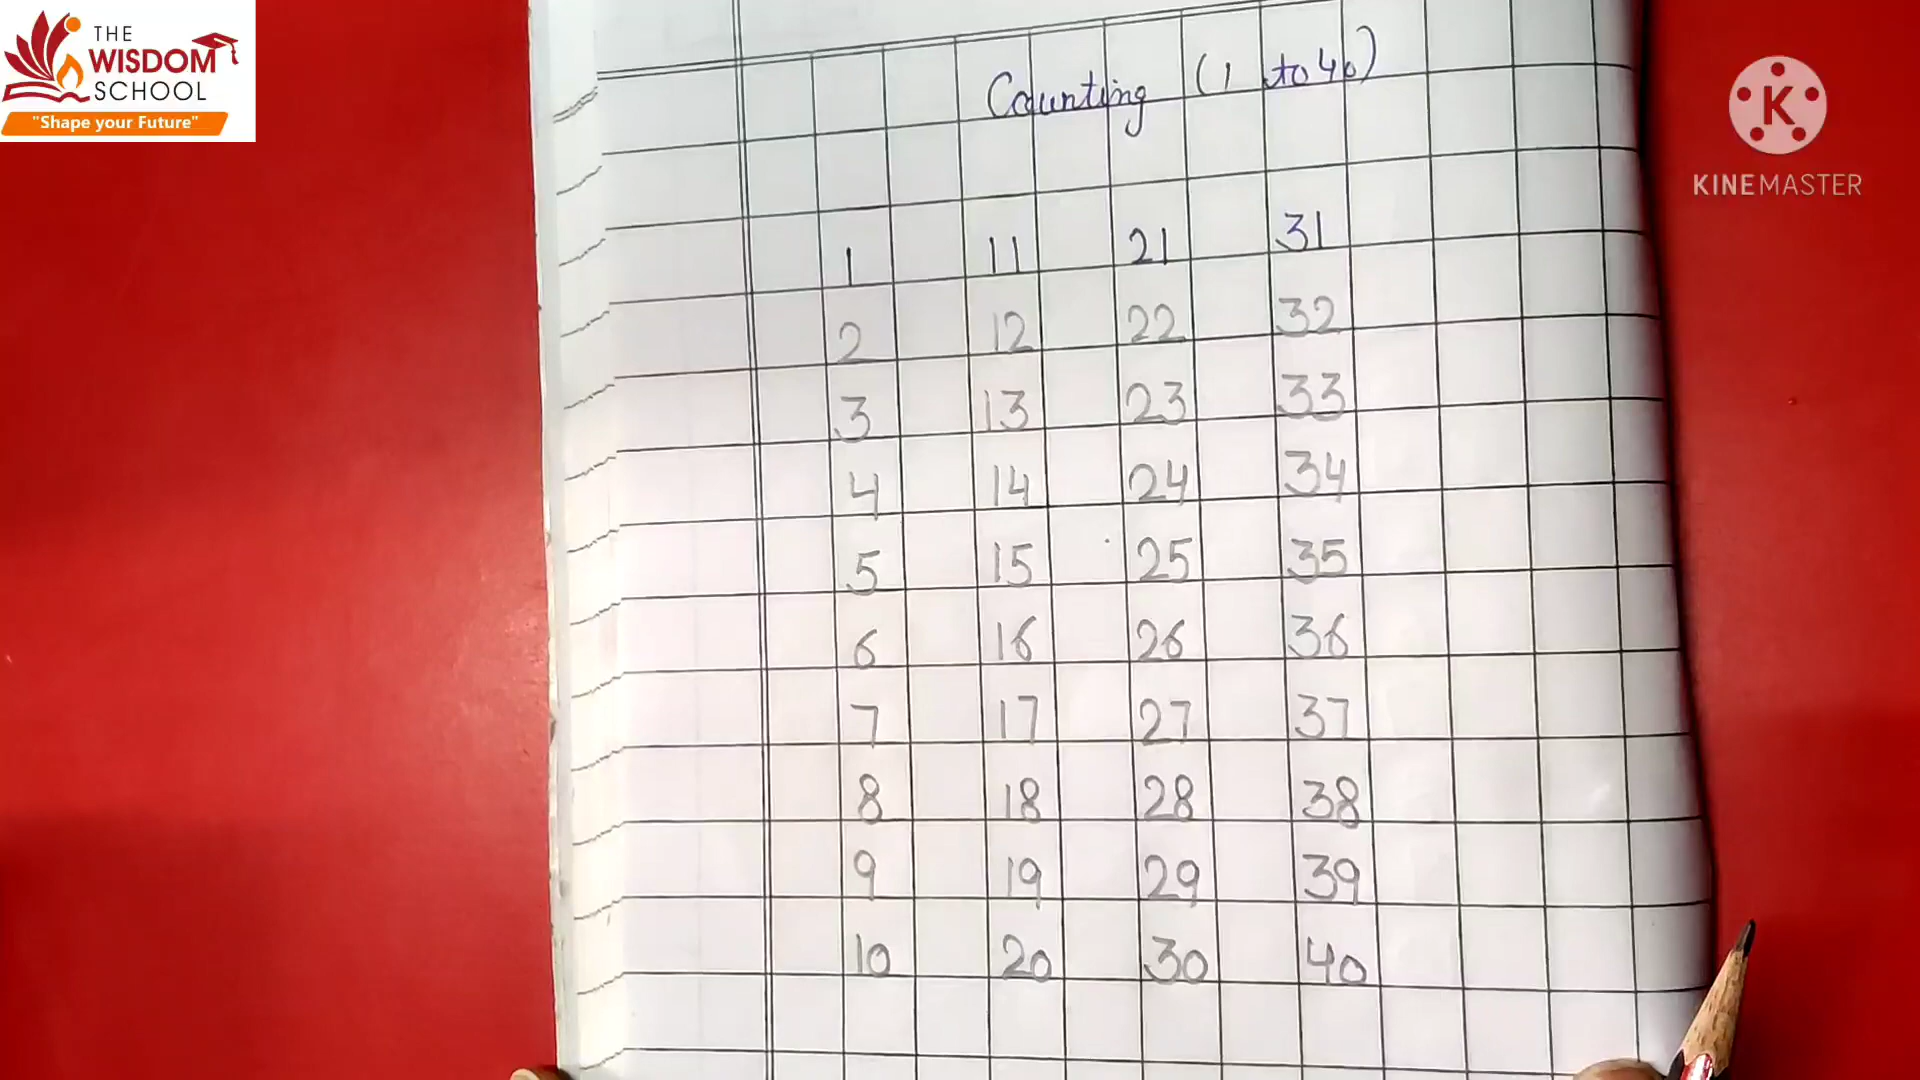 THE
WISDOM
SCHOOL
"Shape your Future"
K
KINEMASTER
Counting (1 to 40)
1 11 21 31
2 12 22 32
3 13 23 33
4 14 24 34
5 15 25 35
6 16 26 36
7 17 27 37
8 18 28 38
9 19 29 39
10 20 30 40